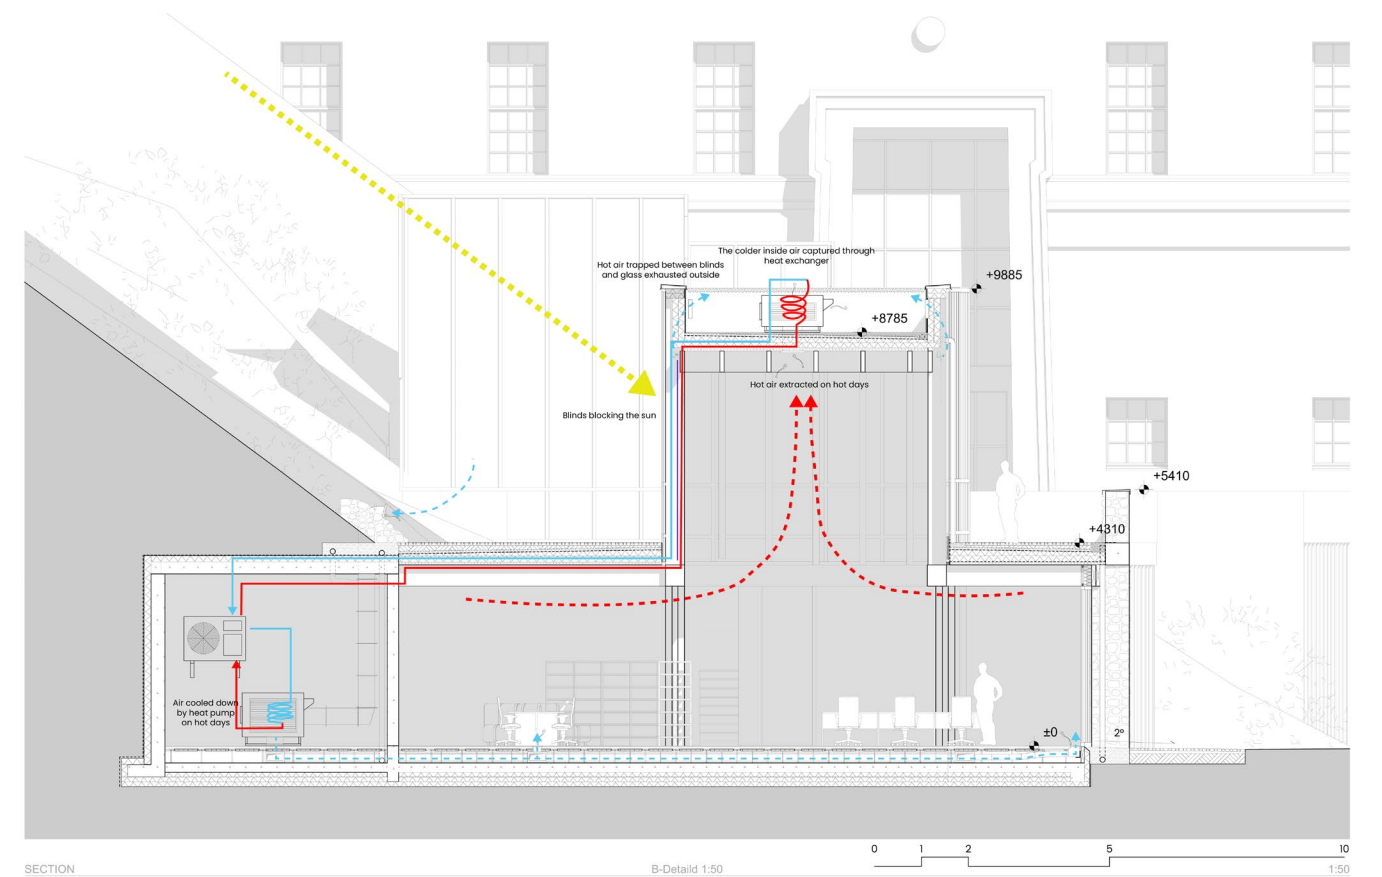 The colder inside air captured through
heat exchanger
Hot air trapped between blinds
and glass exhausted outside
+9885
+8785
Hot air extracted on hot days
Blinds blocking the sun
+5410
+4310
Air cooled down
by heat pump
on hot days
±0
2º
0 1 2 5 10
SECTION
B-Detaild 1:50
1:50